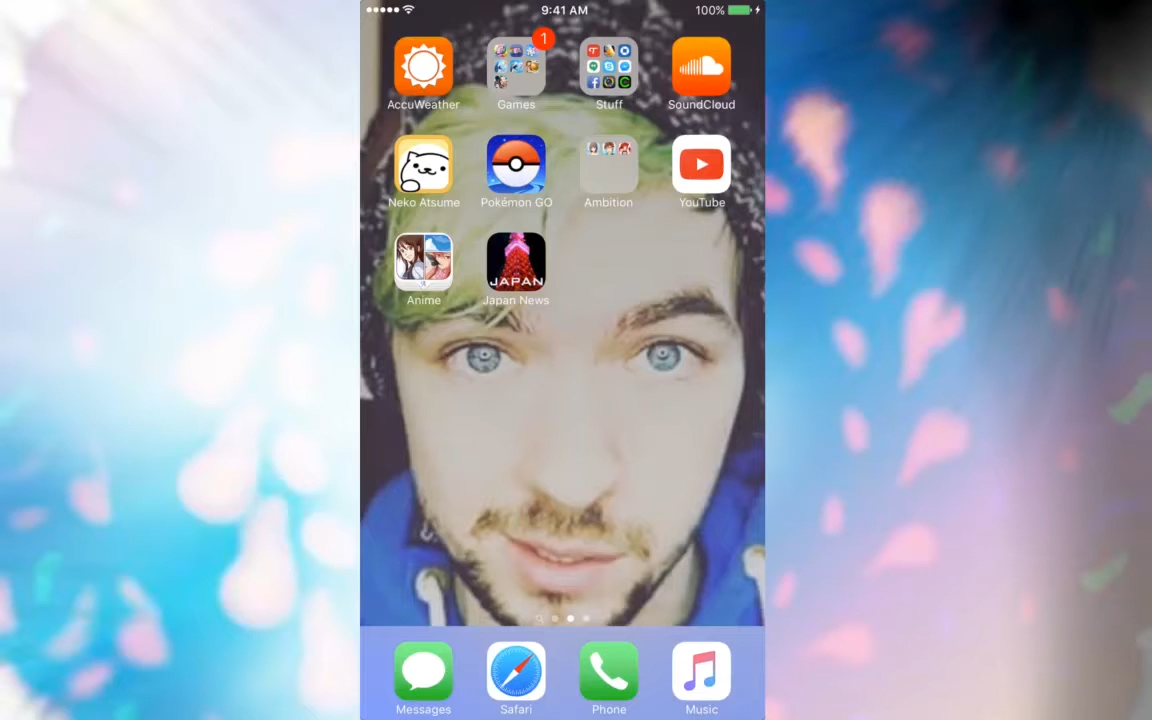 9:41 AM
100%
1
AccuWeather
Games
Stuff
SoundCloud
Neko Atsume
Pokémon GO
Ambition
YouTube
JAPAN
Anime
Japan News
Messages
Safari
Phone
Music